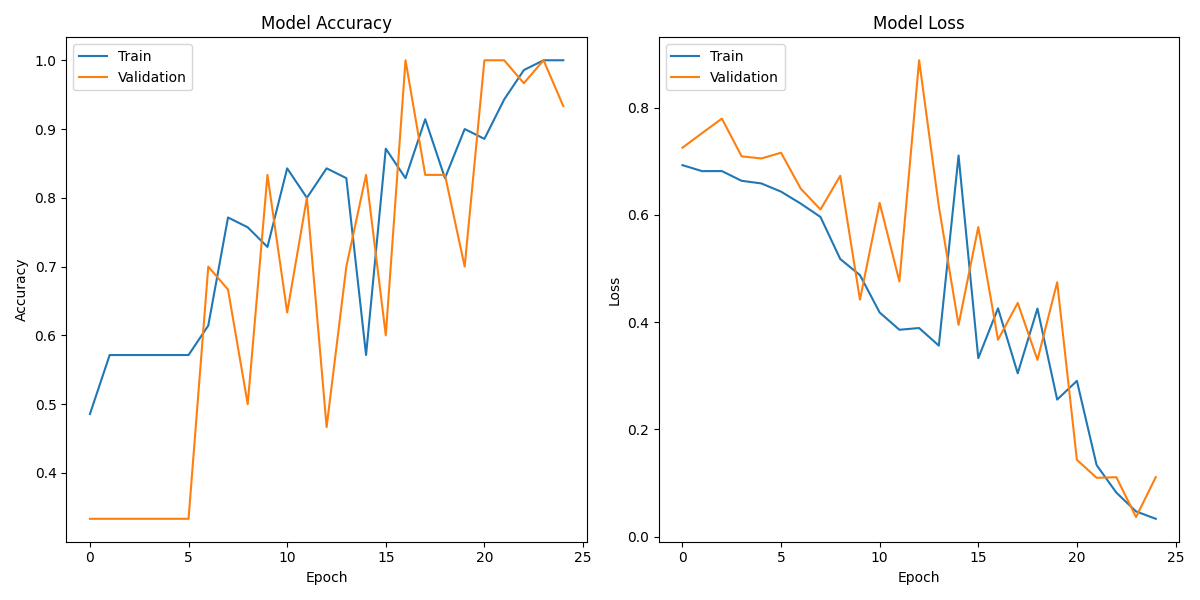 Model Accuracy
Train
Validation
1.0
0.9
0.8
0.7
0.6
0.5
0.4
Accuracy
0 5 10 15 20 25
Epoch
Model Loss
Train
Validation
0.8
0.6
0.4
0.2
0.0
Loss
0 5 10 15 20 25
Epoch